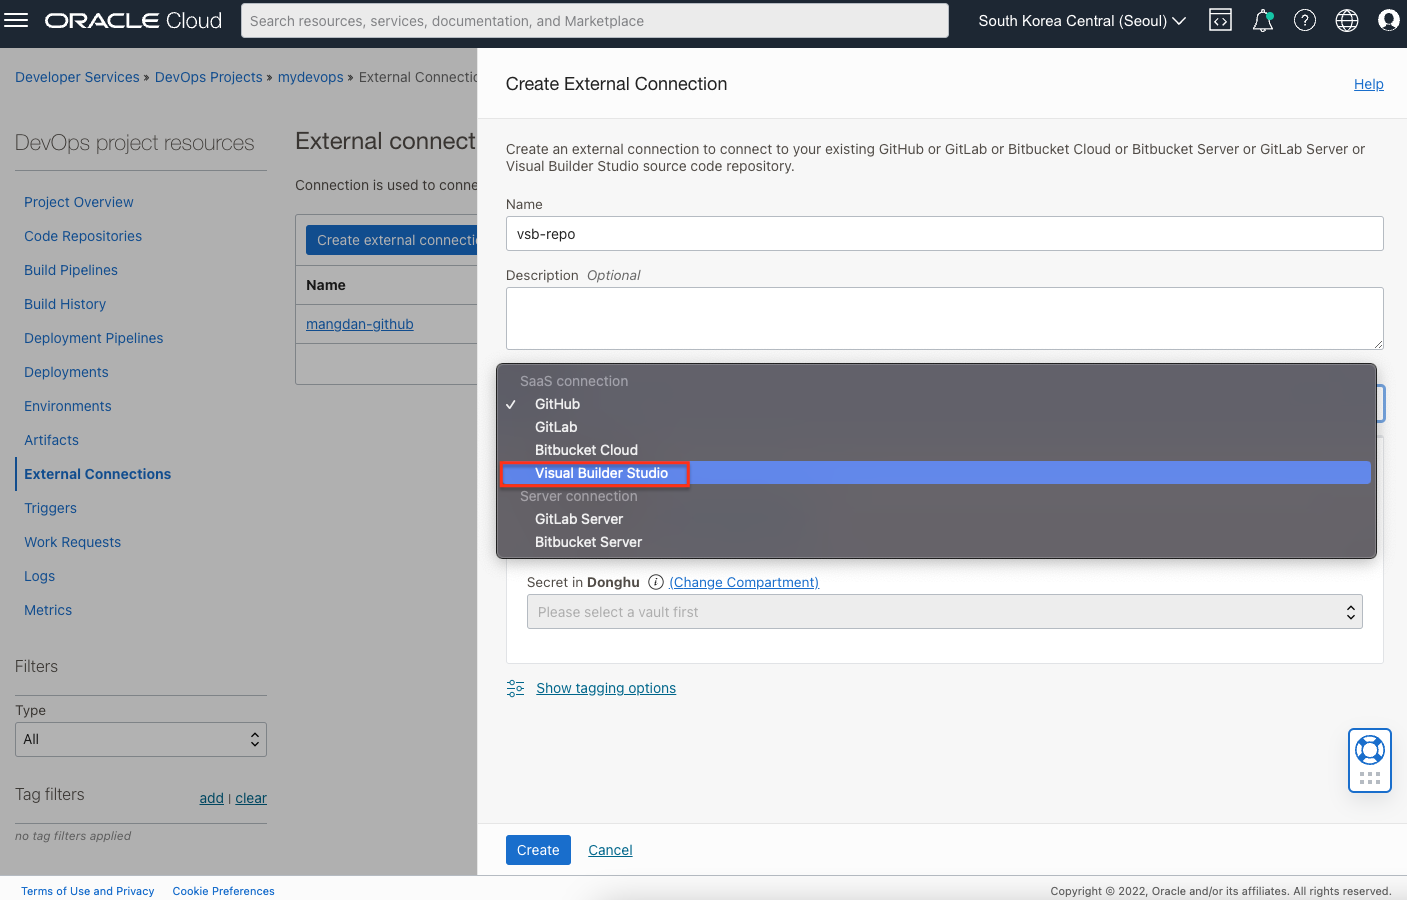 ORACLE Cloud
Search resources, services, documentation, and Marketplace
South Korea Central (Seoul)
Developer Services » DevOps Projects » mydevops » External Connectio
DevOps project resources
Project Overview
Code Repositories
Build Pipelines
Build History
Deployment Pipelines
Deployments
Environments
Artifacts
External Connections
Triggers
Work Requests
Logs
Metrics
Filters
Type
All
Tag filters
add | clear
no tag filters applied
External connect
Connection is used to conne
Create external connectio
Name
mangdan-github
Create External Connection
Help
Create an external connection to connect to your existing GitHub or GitLab or Bitbucket Cloud or Bitbucket Server or GitLab Server or
Visual Builder Studio source code repository.
Name
vsb-repo
Description Optional
SaaS connection
✓ GitHub
GitLab
Bitbucket Cloud
Visual Builder Studio
Server connection
GitLab Server
Bitbucket Server
Secret in Donghu i (Change Compartment)
Please select a vault first
Show tagging options
Create
Cancel
Terms of Use and Privacy
Cookie Preferences
Copyright © 2022, Oracle and/or its affiliates. All rights reserved.